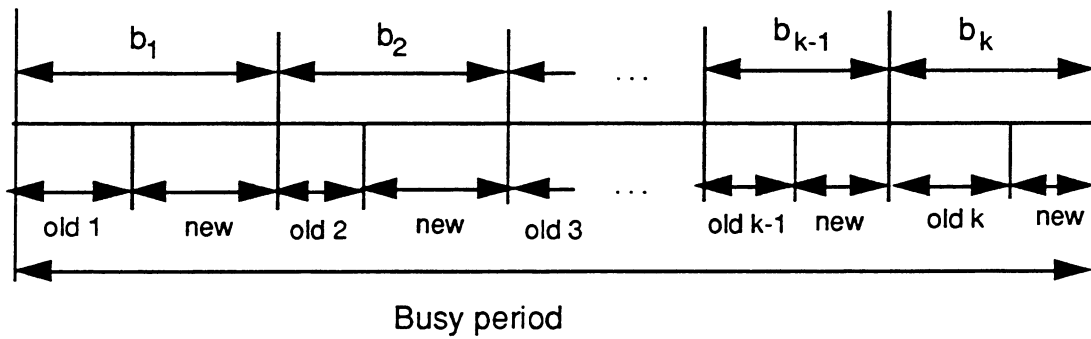 b1 b2 ... bk-1 bk
old 1 new old 2 new old 3 ... old k-1 new old k new
Busy period